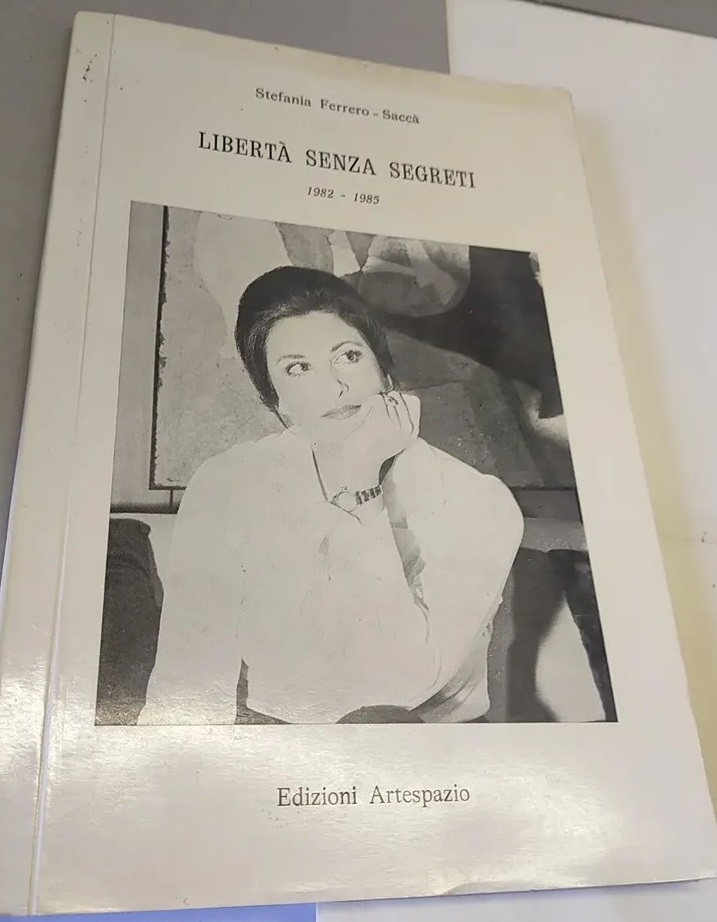 Stefania Ferrero - Saccà
LIBERTÀ SENZA SEGRETI
1982 - 1985
Edizioni Artespazio